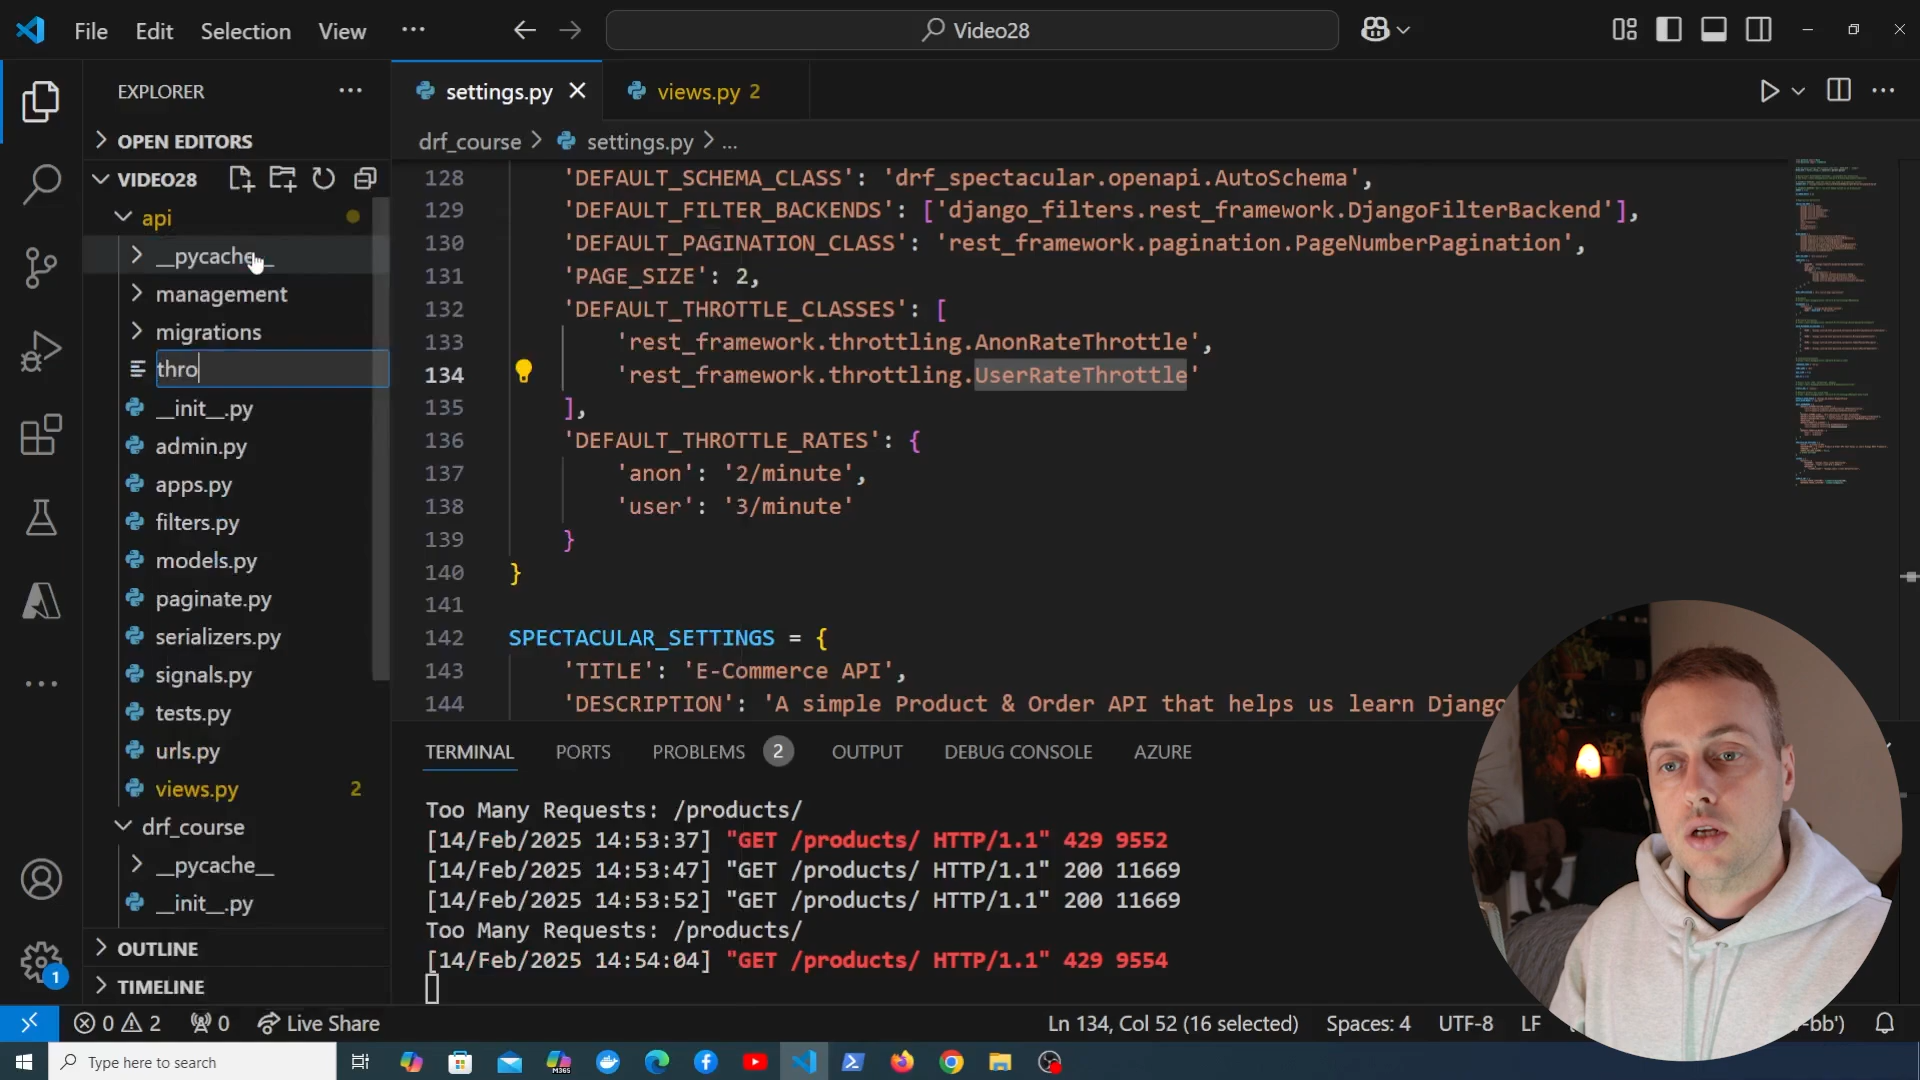 File Edit Selection View ... Video28
EXPLORER ...
OPEN EDITORS
VIDEO28
api
__pycache__
management
migrations
thro
__init__.py
admin.py
apps.py
filters.py
models.py
paginate.py
serializers.py
signals.py
tests.py
urls.py
views.py 2
drf_course
__pycache__
__init__.py
OUTLINE
TIMELINE
settings.py views.py 2
drf_course > settings.py > ...
128 'DEFAULT_SCHEMA_CLASS': 'drf_spectacular.openapi.AutoSchema',
129 'DEFAULT_FILTER_BACKENDS': ['django_filters.rest_framework.DjangoFilterBackend'],
130 'DEFAULT_PAGINATION_CLASS': 'rest_framework.pagination.PageNumberPagination',
131 'PAGE_SIZE': 2,
132 'DEFAULT_THROTTLE_CLASSES': [
133 'rest_framework.throttling.AnonRateThrottle',
134 'rest_framework.throttling.UserRateThrottle'
135 ],
136 'DEFAULT_THROTTLE_RATES': {
137 'anon': '2/minute',
138 'user': '3/minute'
139 }
140 }
141
142 SPECTACULAR_SETTINGS = {
143 'TITLE': 'E-Commerce API',
144 'DESCRIPTION': 'A simple Product & Order API that helps us learn Django
TERMINAL PORTS PROBLEMS 2 OUTPUT DEBUG CONSOLE AZURE
Too Many Requests: /products/
[14/Feb/2025 14:53:37] "GET /products/ HTTP/1.1" 429 9552
[14/Feb/2025 14:53:47] "GET /products/ HTTP/1.1" 200 11669
[14/Feb/2025 14:53:52] "GET /products/ HTTP/1.1" 200 11669
Too Many Requests: /products/
[14/Feb/2025 14:54:04] "GET /products/ HTTP/1.1" 429 9554
1
0 2 0 Live Share Ln 134, Col 52 (16 selected) Spaces: 4 UTF-8 LF -bb')
Type here to search M365